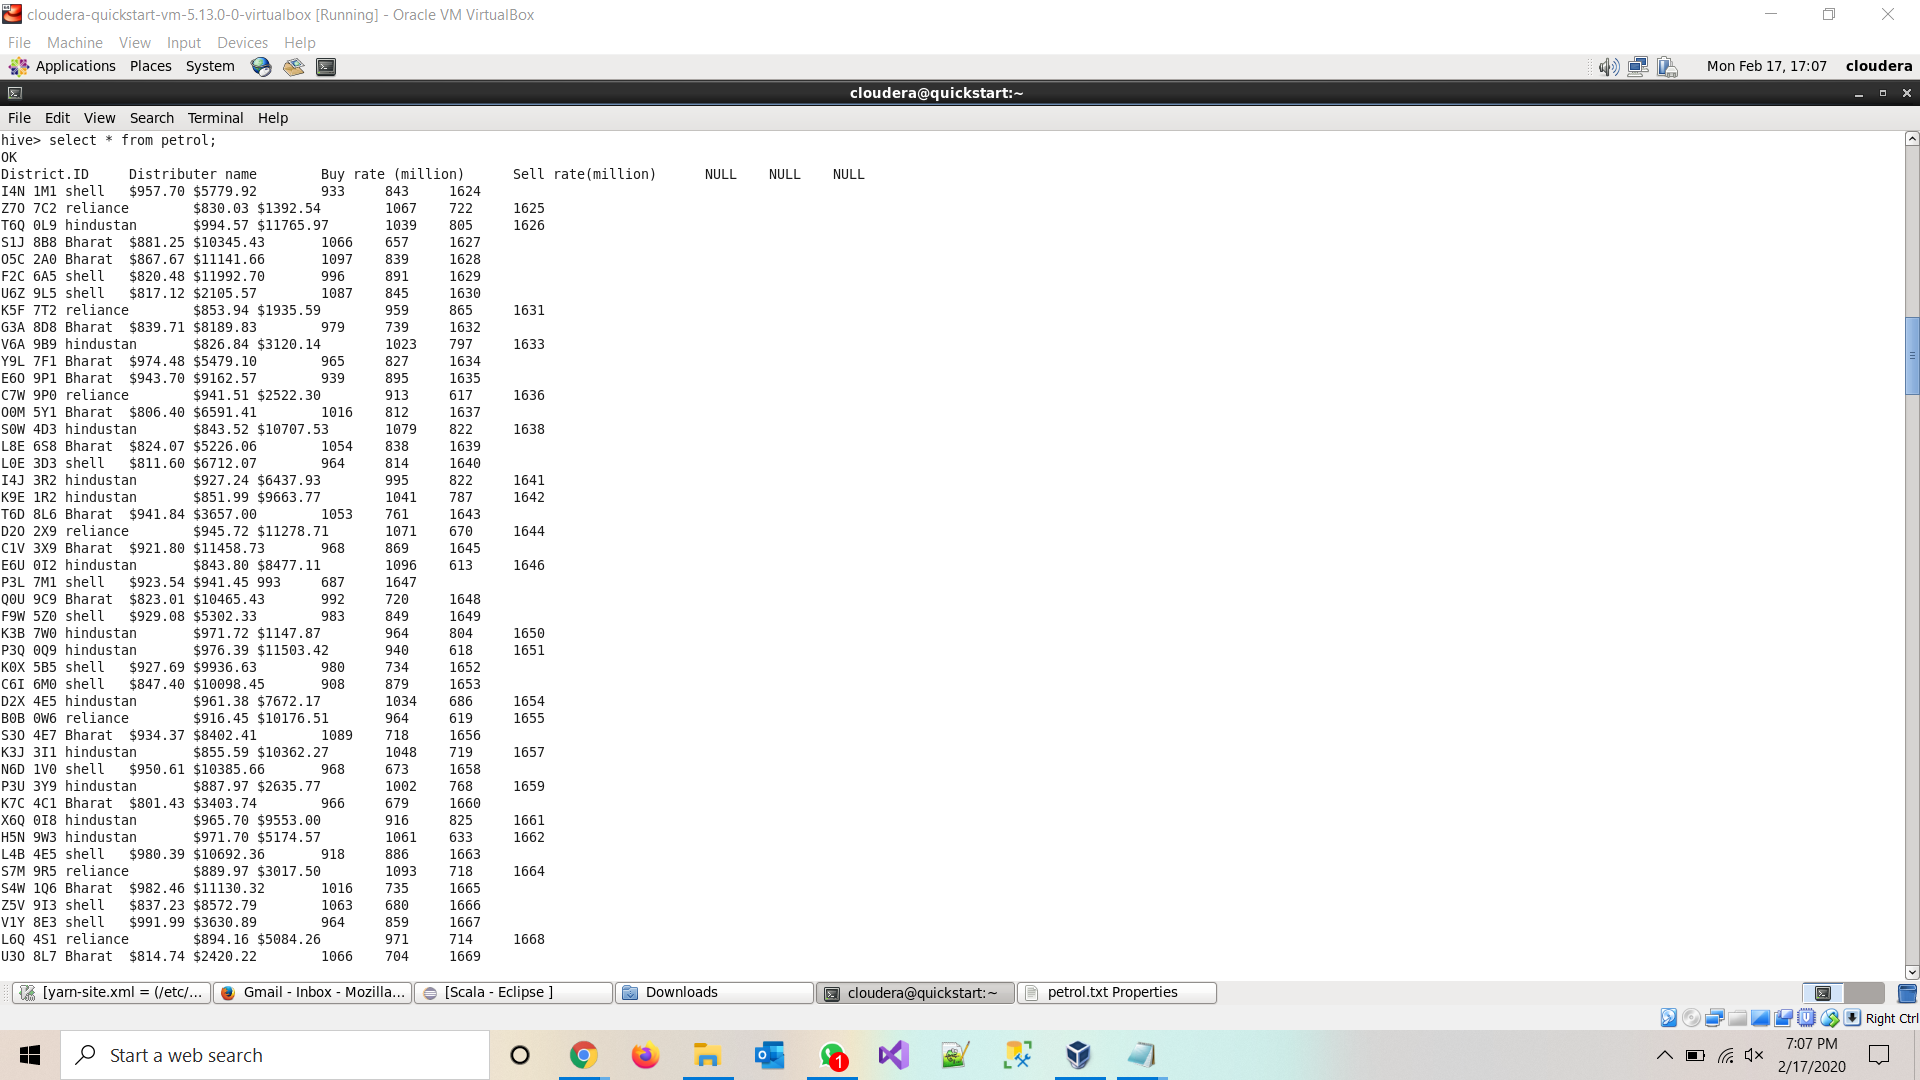 cloudera-quickstart-vm-5.13.0-0-virtualbox [Running] - Oracle VM VirtualBox
File Machine View Input Devices Help
Applications Places System Mon Feb 17, 17:07 cloudera
cloudera@quickstart:~
File Edit View Search Terminal Help
hive> select * from petrol;
OK
District.ID Distributer name Buy rate (million) Sell rate(million) NULL NULL NULL
I4N 1M1 shell $957.70 $5779.92 933 843 1624
Z7O 7C2 reliance $830.03 $1392.54 1067 722 1625
T6Q 0L9 hindustan $994.57 $11765.97 1039 805 1626
S1J 8B8 Bharat $881.25 $10345.43 1066 657 1627
O5C 2A0 Bharat $867.67 $11141.66 1097 839 1628
F2C 6A5 shell $820.48 $11992.70 996 891 1629
U6Z 9L5 shell $817.12 $2105.57 1087 845 1630
K5F 7T2 reliance $853.94 $1935.59 959 865 1631
G3A 8D8 Bharat $839.71 $8189.83 979 739 1632
V6A 9B9 hindustan $826.84 $3120.14 1023 797 1633
Y9L 7F1 Bharat $974.48 $5479.10 965 827 1634
E6O 9P1 Bharat $943.70 $9162.57 939 895 1635
C7W 9P0 reliance $941.51 $2522.30 913 617 1636
O0M 5Y1 Bharat $806.40 $6591.41 1016 812 1637
S0W 4D3 hindustan $843.52 $10707.53 1079 822 1638
L8E 6S8 Bharat $824.07 $5226.06 1054 838 1639
L0E 3D3 shell $811.60 $6712.07 964 814 1640
I4J 3R2 hindustan $927.24 $6437.93 995 822 1641
K9E 1R2 hindustan $851.99 $9663.77 1041 787 1642
T6D 8L6 Bharat $941.84 $3657.00 1053 761 1643
D2O 2X9 reliance $945.72 $11278.71 1071 670 1644
C1V 3X9 Bharat $921.80 $11458.73 968 869 1645
E6U 0I2 hindustan $843.80 $8477.11 1096 613 1646
P3L 7M1 shell $923.54 $941.45 993 687 1647
Q0U 9C9 Bharat $823.01 $10465.43 992 720 1648
F9W 5Z0 shell $929.08 $5302.33 983 849 1649
K3B 7W0 hindustan $971.72 $1147.87 964 804 1650
P3Q 0Q9 hindustan $976.39 $11503.42 940 618 1651
K0X 5B5 shell $927.69 $9936.63 980 734 1652
C6I 6M0 shell $847.40 $10098.45 908 879 1653
D2X 4E5 hindustan $961.38 $7672.17 1034 686 1654
B0B 0W6 reliance $916.45 $10176.51 964 619 1655
S3O 4E7 Bharat $934.37 $8402.41 1089 718 1656
K3J 3I1 hindustan $855.59 $10362.27 1048 719 1657
N6D 1V0 shell $950.61 $10385.66 968 673 1658
P3U 3Y9 hindustan $887.97 $2635.77 1002 768 1659
K7C 4C1 Bharat $801.43 $3403.74 966 679 1660
X6Q 0I8 hindustan $965.70 $9553.00 916 825 1661
H5N 9W3 hindustan $971.70 $5174.57 1061 633 1662
L4B 4E5 shell $980.39 $10692.36 918 886 1663
S7M 9R5 reliance $889.97 $3017.50 1093 718 1664
S4W 1Q6 Bharat $982.46 $11130.32 1016 735 1665
Z5V 9I3 shell $837.23 $8572.79 1063 680 1666
V1Y 8E3 shell $991.99 $3630.89 964 859 1667
L6Q 4S1 reliance $894.16 $5084.26 971 714 1668
U3O 8L7 Bharat $814.74 $2420.22 1066 704 1669
[yarn-site.xml = (/etc/... Gmail - Inbox - Mozilla... [Scala - Eclipse ] Downloads cloudera@quickstart:~ petrol.txt Properties
Right Ctrl
Start a web search 1 7:07 PM
2/17/2020